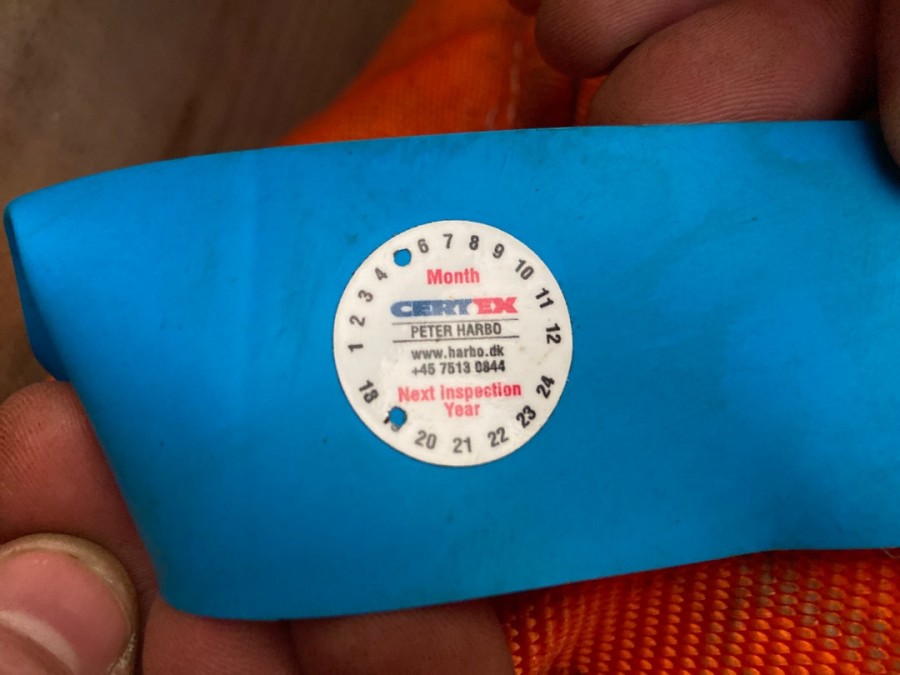 1 2 3 4 6 7 8 9 10 11 12
Month
CERTEX
PETER HARBO
www.harbo.dk
+45 7513 0844
Next Inspection
Year
18 20 21 22 23 24